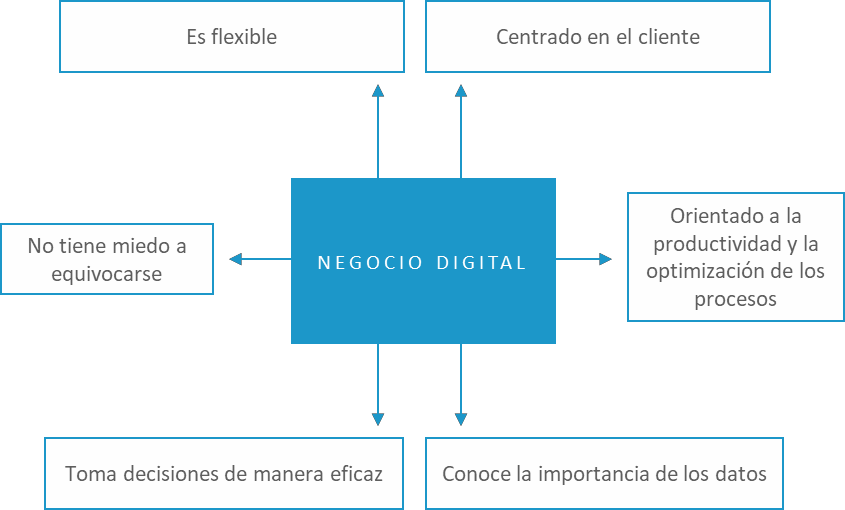 Es flexible
Centrado en el cliente
No tiene miedo a
equivocarse
NEGOCIO DIGITAL
Orientado a la
productividad y la
optimización de los
procesos
Toma decisiones de manera eficaz
Conoce la importancia de los datos